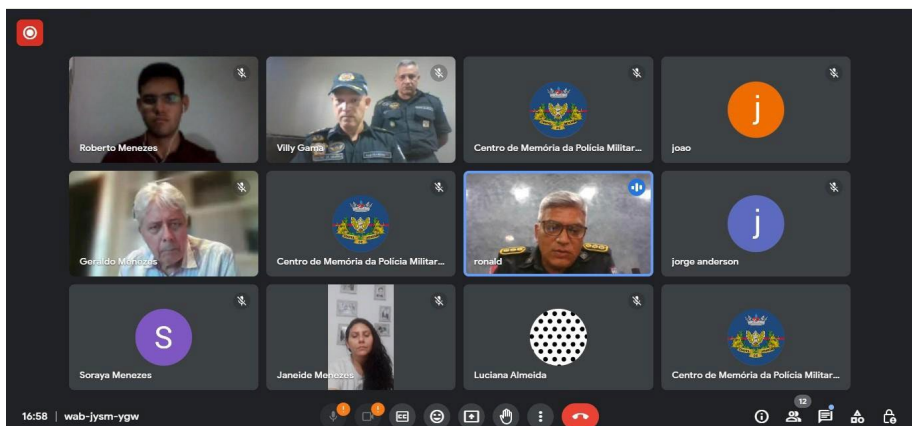 Roberto Menezes
Villy Gama
Centro de Memória da Polícia Militar...
j
joao
Geraldo Menezes
Centro de Memória da Polícia Militar...
ronald
j
jorge anderson
S
Soraya Menezes
Janeide Menezes
Luciana Almeida
Centro de Memória da Polícia Militar...
16:58 | wab-jysm-ygw
CC
12